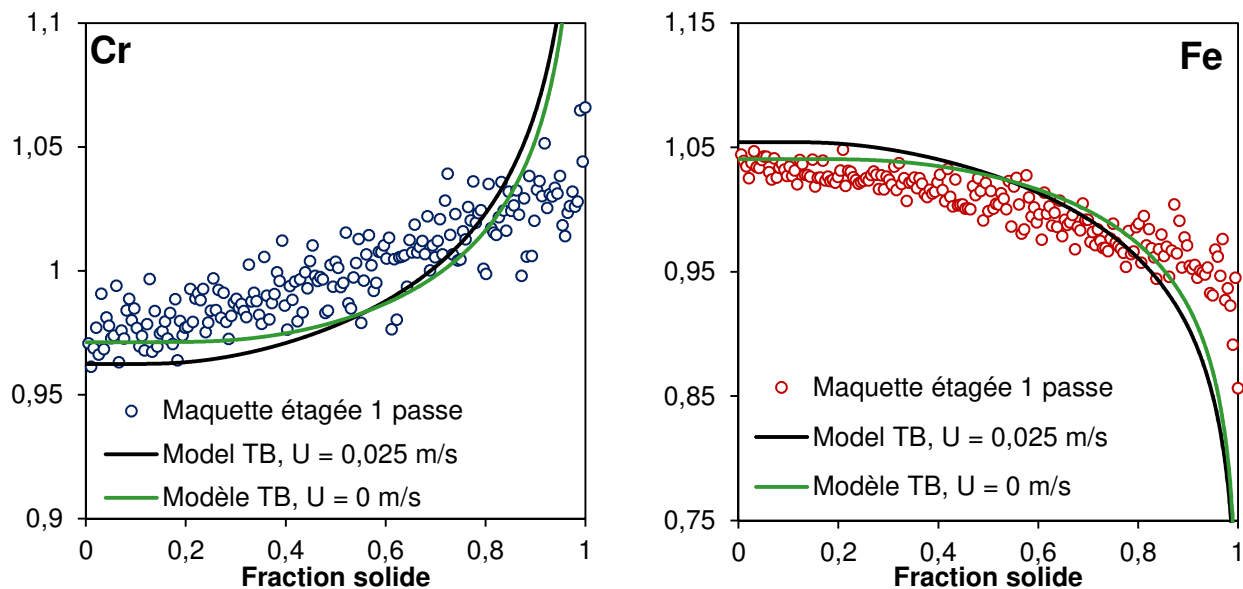 Cr
1,1
1,05
1
0,95
0,9
0
0,2
0,4
0,6
0,8
1
Fraction solide
Maquette étagée 1 passe
Model TB, U = 0,025 m/s
Modèle TB, U = 0 m/s
Fe
1,15
1,05
0,95
0,85
0,75
0
0,2
0,4
0,6
0,8
1
Fraction solide
Maquette étagée 1 passe
Model TB, U = 0,025 m/s
Modèle TB, U = 0 m/s